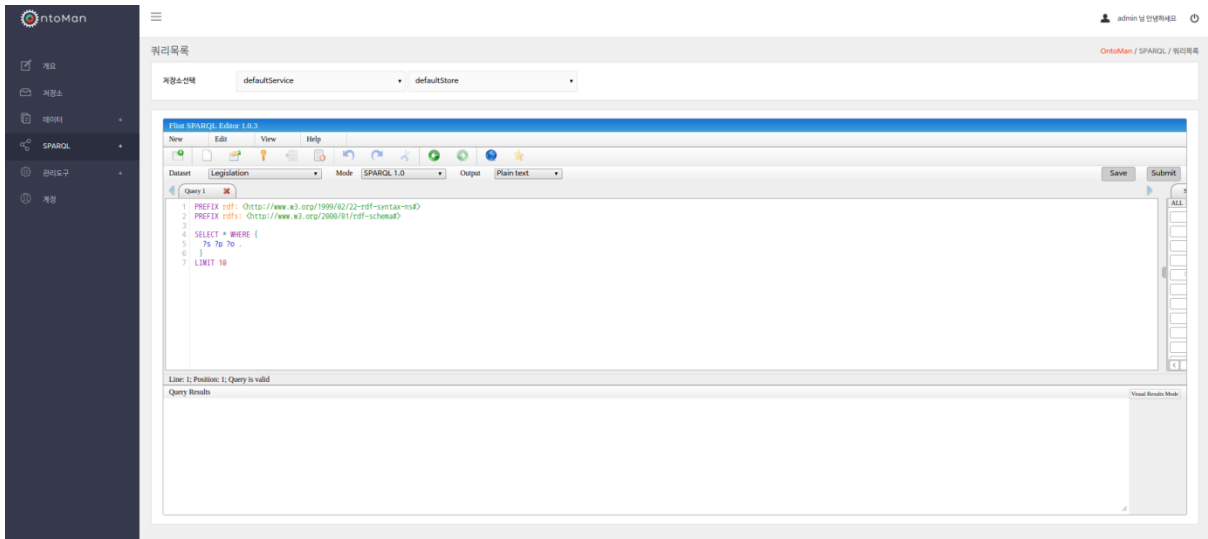 OntoMan
admin 님 안녕하세요
쿼리목록
OntoMan / SPARQL / 쿼리목록
개요
저장소
데이터 +
SPARQL +
관리도구 +
계정
저장소선택 defaultService defaultStore
Flint SPARQL Editor 1.0.3
New Edit View Help
Dataset Legislation Mode SPARQL 1.0 Output Plain text Save Submit
Query 1
ALL
1 PREFIX rdf: <http://www.w3.org/1999/02/22-rdf-syntax-ns#>
2 PREFIX rdfs: <http://www.w3.org/2000/01/rdf-schema#>
3
4 SELECT * WHERE {
5 ?s ?p ?o .
6 }
7 LIMIT 10
Line: 1; Position: 1; Query is valid
Query Results Visual Results Mode